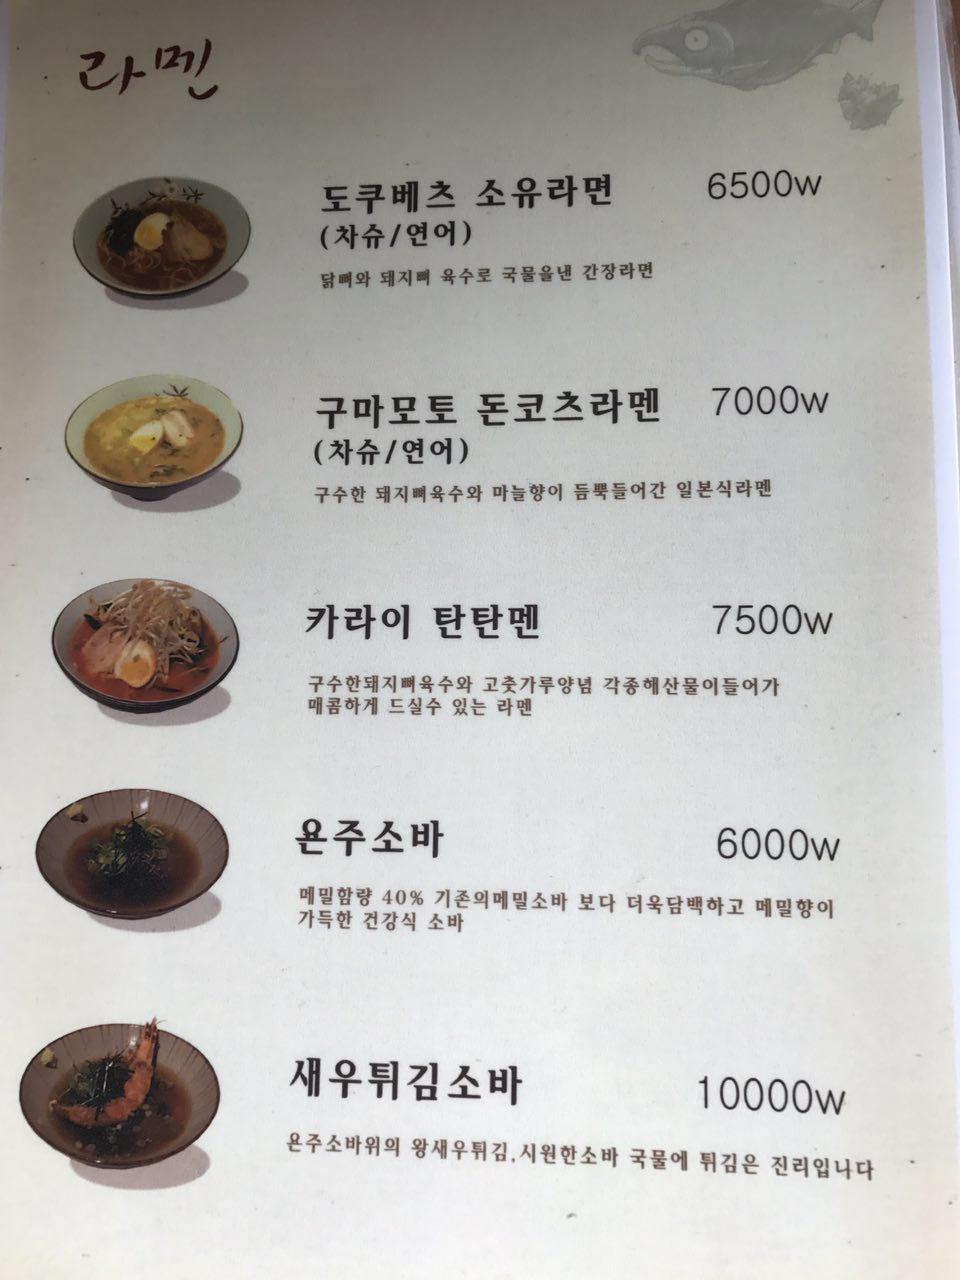 라멘
도쿠베츠 소유라면
6500w
(차슈/연어)
닭뼈와 돼지뼈 육수로 국물을낸 간장라면
구마모토 돈코츠라멘
7000w
(차슈/연어)
구수한 돼지뼈육수와 마늘향이 듬뿍들어간 일본식라멘
카라이 탄탄멘
7500w
구수한돼지뼈육수와 고춧가루양념 각종해산물이들어가
매콤하게 드실수 있는 라멘
욘주소바
6000w
메밀함량 40% 기존의메밀소바 보다 더욱담백하고 메밀향이
가득한 건강식 소바
새우튀김소바
10000w
욘주소바위의 왕새우튀김,시원한소바 국물에 튀김은 진리입니다